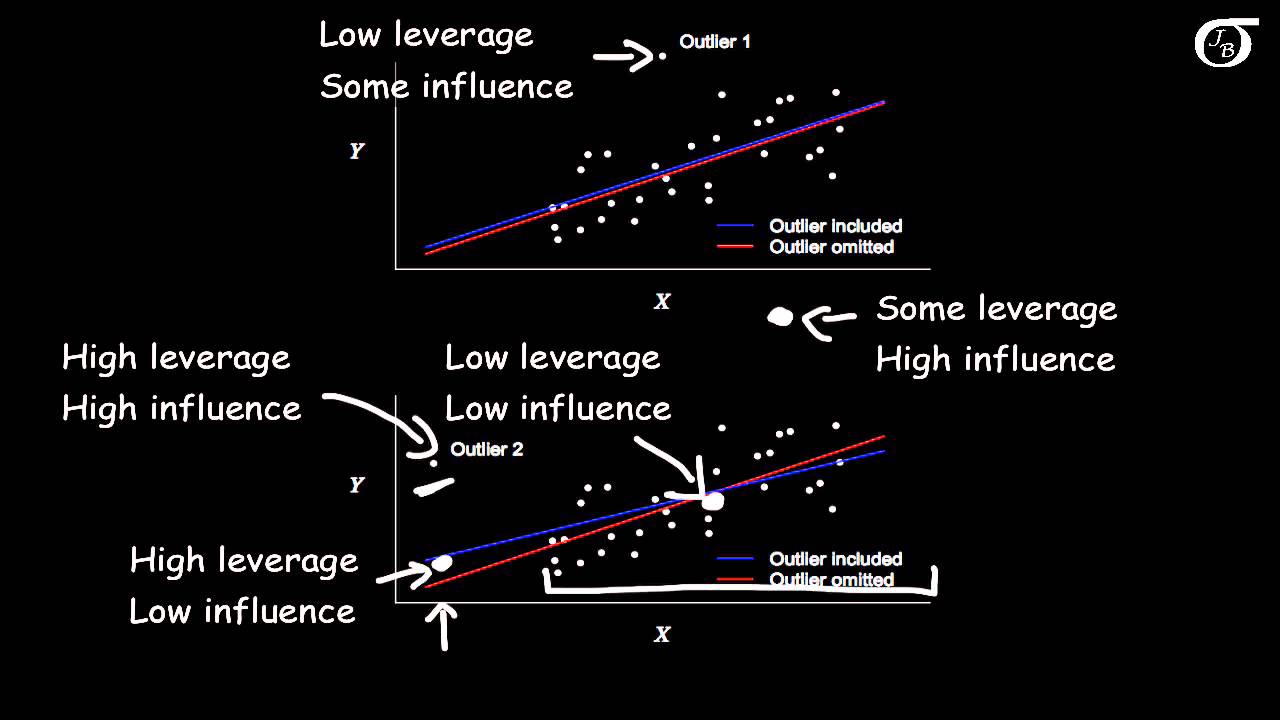 Low leverage
Some influence
Outlier 1
JB
Y
Outlier included
Outlier omitted
X
Some leverage
High influence
High leverage
High influence
Low leverage
Low influence
Outlier 2
Y
High leverage
Low influence
Outlier included
Outlier omitted
X